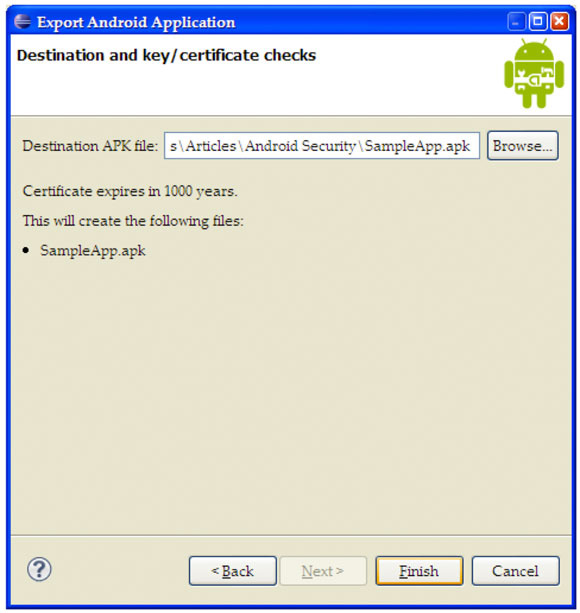 Export Android Application
Destination and key/certificate checks
Destination APK file: s\Articles\Android Security\SampleApp.apk Browse...
Certificate expires in 1000 years.
This will create the following files:
• SampleApp.apk
? < Back Next > Finish Cancel